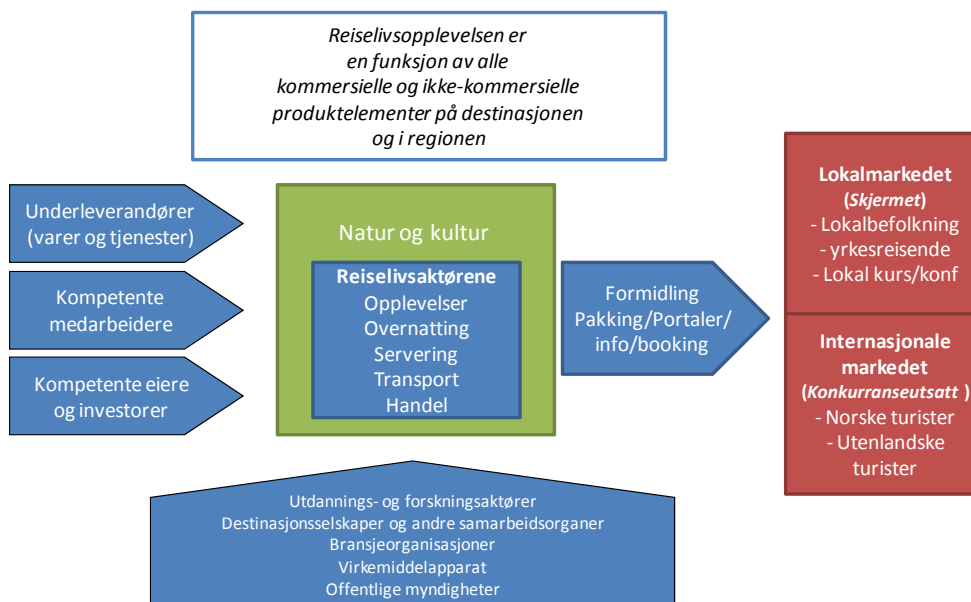 Reiselivsopplevelsen er
en funksjon av alle
kommersielle og ikke-kommersielle
produktelementer på destinasjonen
og i regionen
Underleverandører
(varer og tjenester)
Kompetente
medarbeidere
Kompetente eiere
og investorer
Natur og kultur
Reiselivsaktørene
Opplevelser
Overnatting
Servering
Transport
Handel
Formidling
Pakking/Portaler/
info/booking
Lokalmarkedet
(Skjermet)
- Lokalbefolkning
- yrkesreisende
- Lokal kurs/konf
Internasjonale
markedet
(Konkurranseutsatt )
- Norske turister
- Utenlandske
turister
Utdannings- og forskningsaktører
Destinasjonsselskaper og andre samarbeidsorganer
Bransjeorganisasjoner
Virkemiddelapparat
Offentlige myndigheter